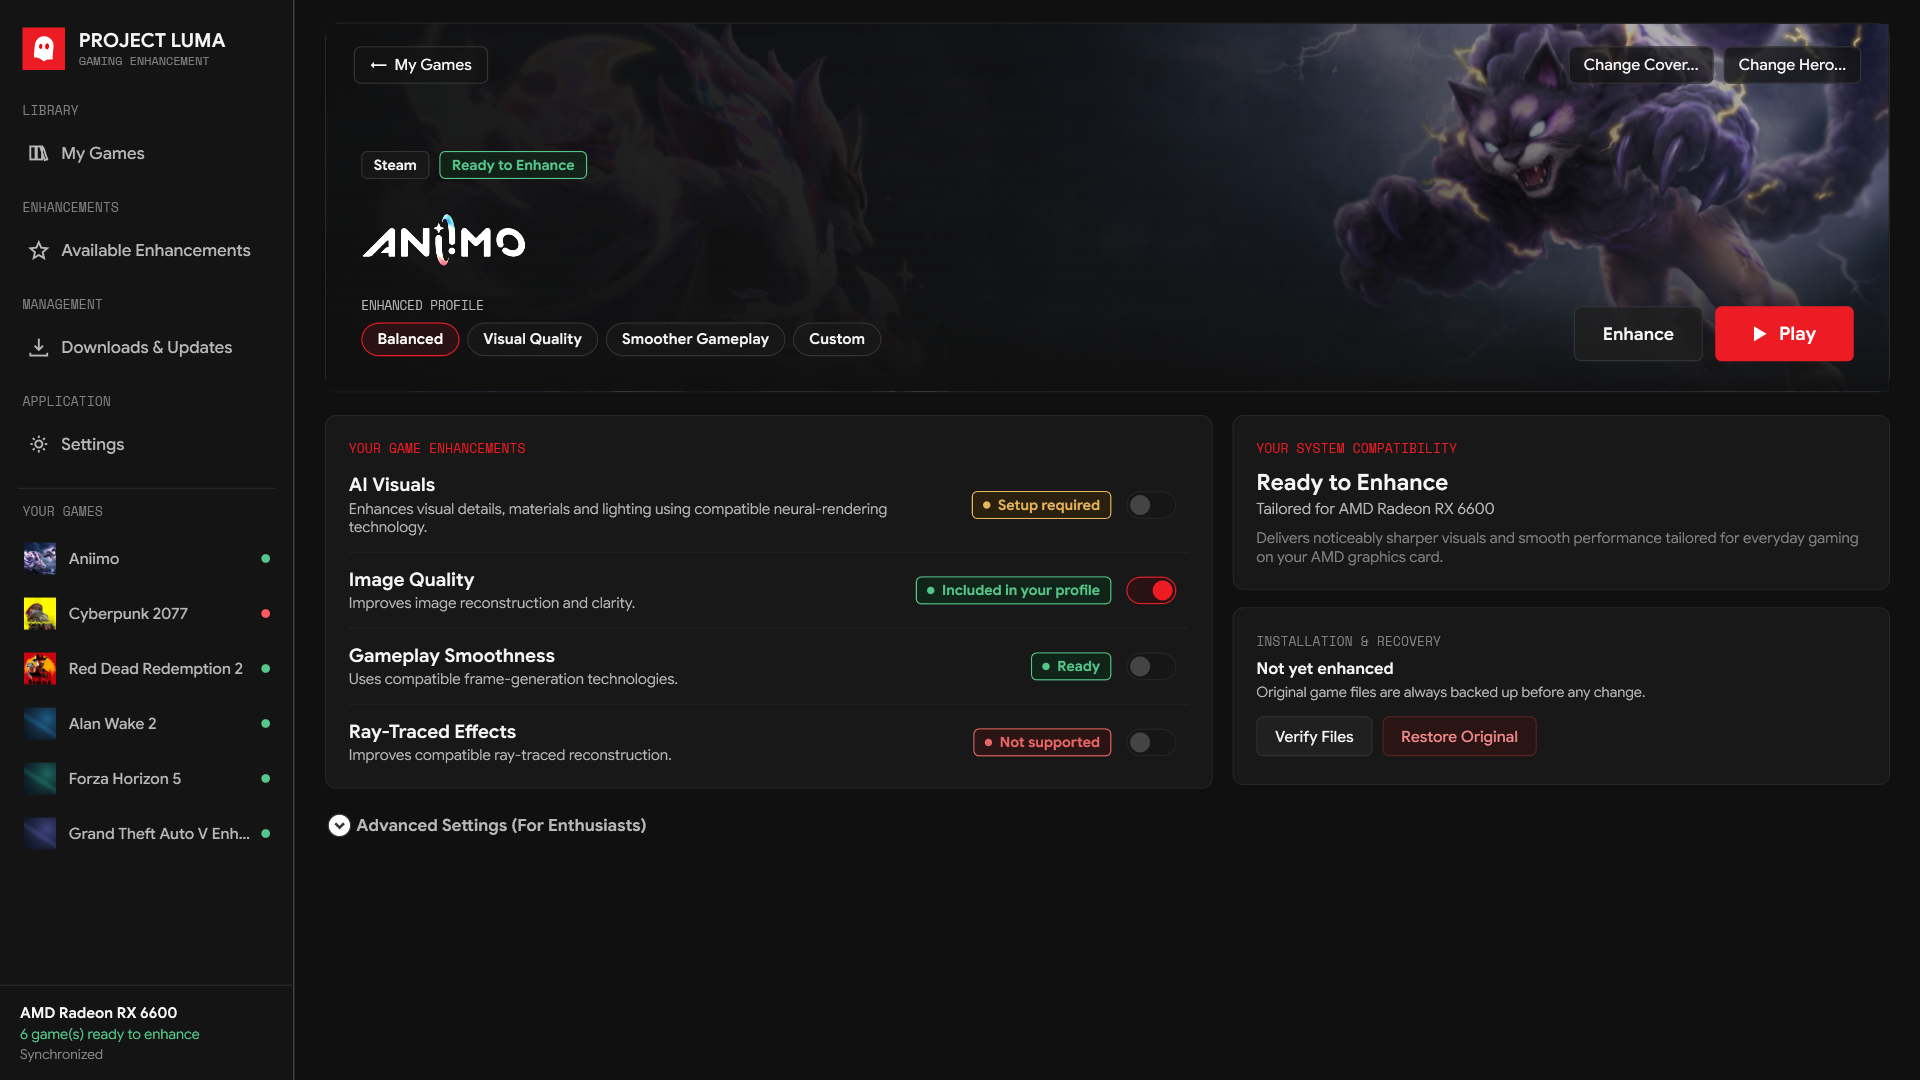 PROJECT LUMA
GAMING ENHANCEMENT
LIBRARY
My Games
ENHANCEMENTS
Available Enhancements
MANAGEMENT
Downloads & Updates
APPLICATION
Settings
YOUR GAMES
Aniimo
Cyberpunk 2077
Red Dead Redemption 2
Alan Wake 2
Forza Horizon 5
Grand Theft Auto V Enh...
AMD Radeon RX 6600
6 game(s) ready to enhance
Synchronized
← My Games
Change Cover...
Change Hero...
Steam
Ready to Enhance
ANIIMO
ENHANCED PROFILE
Balanced
Visual Quality
Smoother Gameplay
Custom
Enhance
Play
YOUR GAME ENHANCEMENTS
AI Visuals
Enhances visual details, materials and lighting using compatible neural-rendering
technology.
Setup required
Image Quality
Improves image reconstruction and clarity.
Included in your profile
Gameplay Smoothness
Uses compatible frame-generation technologies.
Ready
Ray-Traced Effects
Improves compatible ray-traced reconstruction.
Not supported
Advanced Settings (For Enthusiasts)
YOUR SYSTEM COMPATIBILITY
Ready to Enhance
Tailored for AMD Radeon RX 6600
Delivers noticeably sharper visuals and smooth performance tailored for everyday gaming
on your AMD graphics card.
INSTALLATION & RECOVERY
Not yet enhanced
Original game files are always backed up before any change.
Verify Files
Restore Original